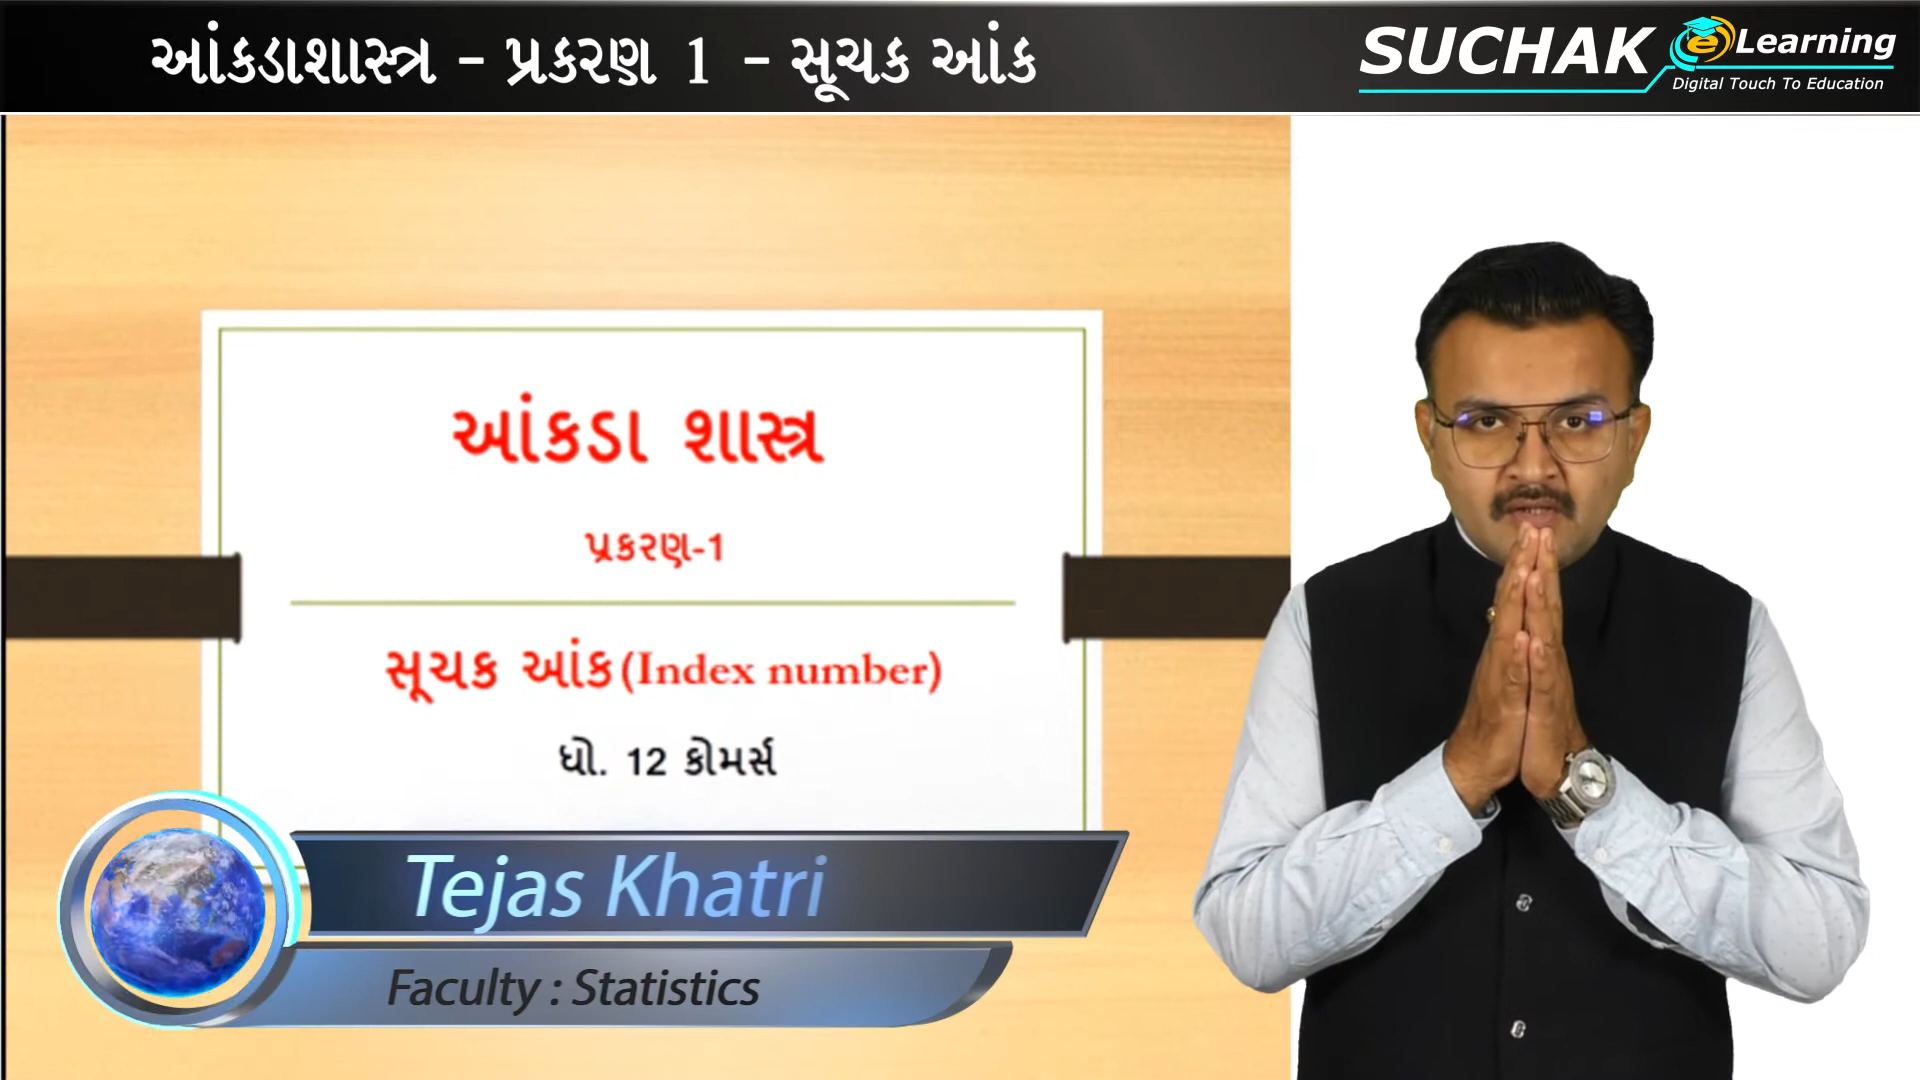 આંકડાશાસ્ત્ર - પ્રકરણ 1 - સૂચક આંક
SUCHAK e Learning
Digital Touch To Education
આંકડા શાસ્ત્ર
પ્રકરણ-1
સૂચક આંક(Index number)
ધો. 12 કોમર્સ
Tejas Khatri
Faculty : Statistics